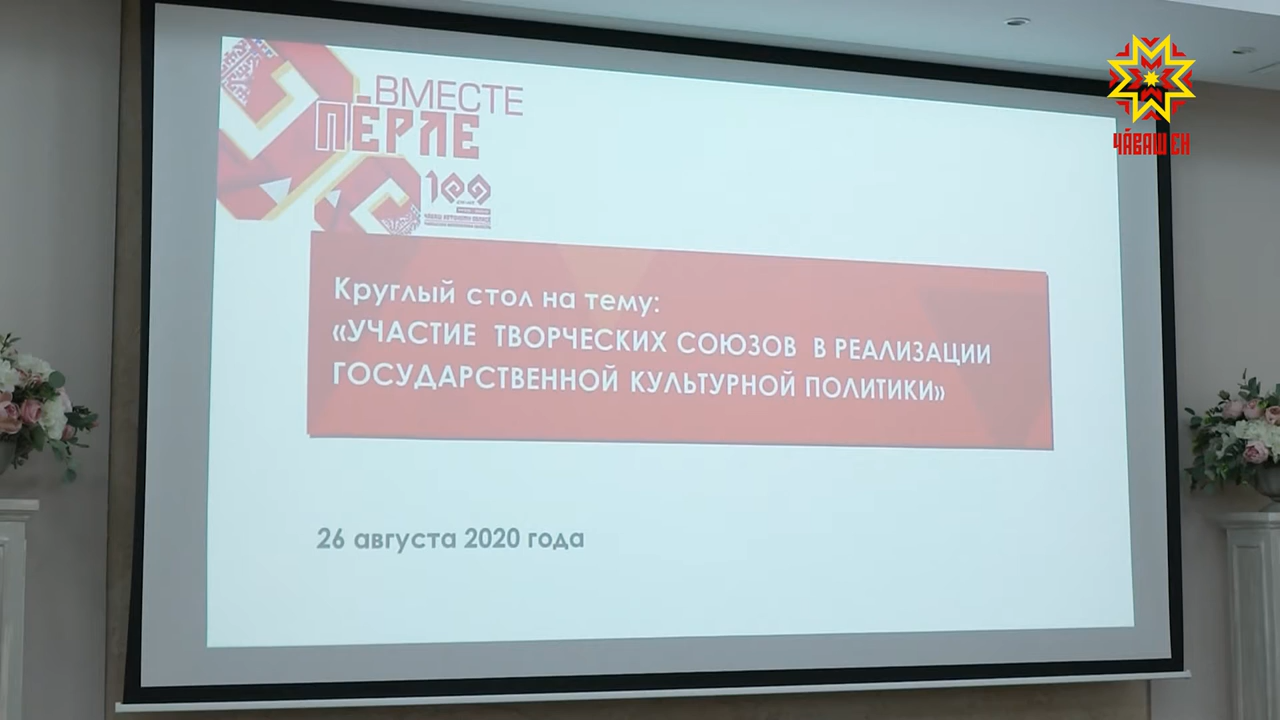 ВМЕСТЕ
ПĔРЛЕ
100
ЧӐВАШ ЕН
Круглый стол на тему:
«УЧАСТИЕ ТВОРЧЕСКИХ СОЮЗОВ В РЕАЛИЗАЦИИ
ГОСУДАРСТВЕННОЙ КУЛЬТУРНОЙ ПОЛИТИКИ»
26 августа 2020 года